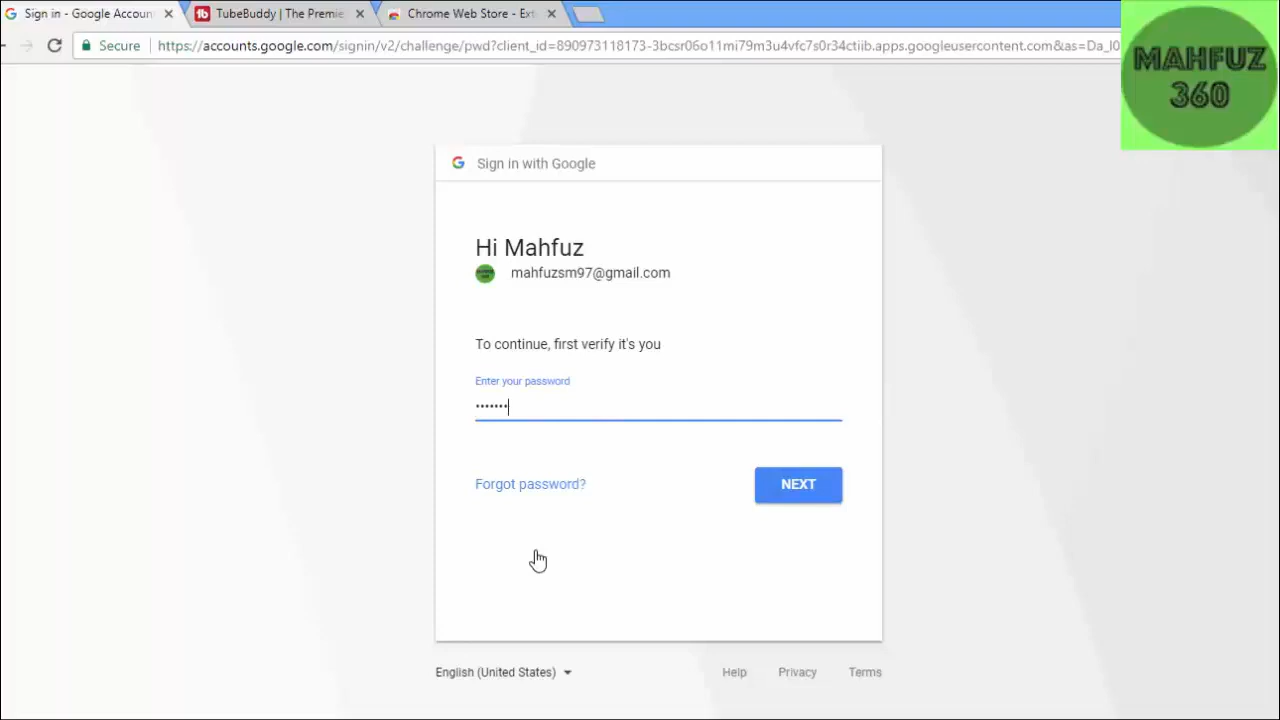 Sign in - Google Accoun
TubeBuddy | The Premie
Chrome Web Store - Ext
Secure
https://accounts.google.com/signin/v2/challenge/pwd?client_id=890973118173-3bcsr06o11mi79m3u4vfc7s0r34ctiib.apps.googleusercontent.com&as=Da_l0
MAHFUZ
360
Sign in with Google
Hi Mahfuz
mahfuzsm97@gmail.com
To continue, first verify it's you
Enter your password
•••••••
Forgot password?
NEXT
English (United States)
Help
Privacy
Terms